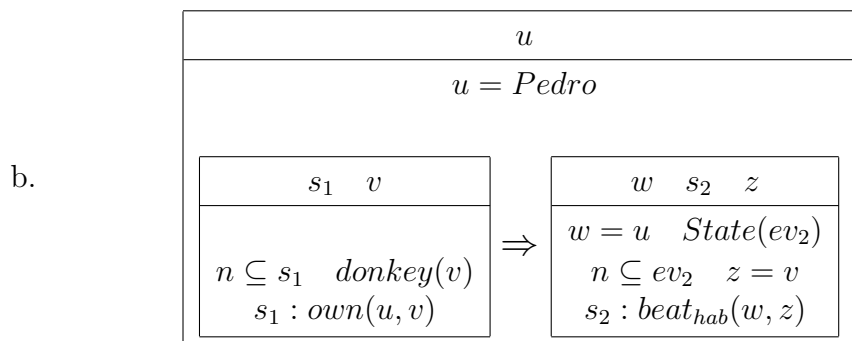 u
u = Pedro
b.
s₁ v
n ⊆ s₁ donkey(v)
s₁ : own(u, v)
⇒
w s₂ z
w = u State(ev₂)
n ⊆ ev₂ z = v
s₂ : beat_hab(w, z)